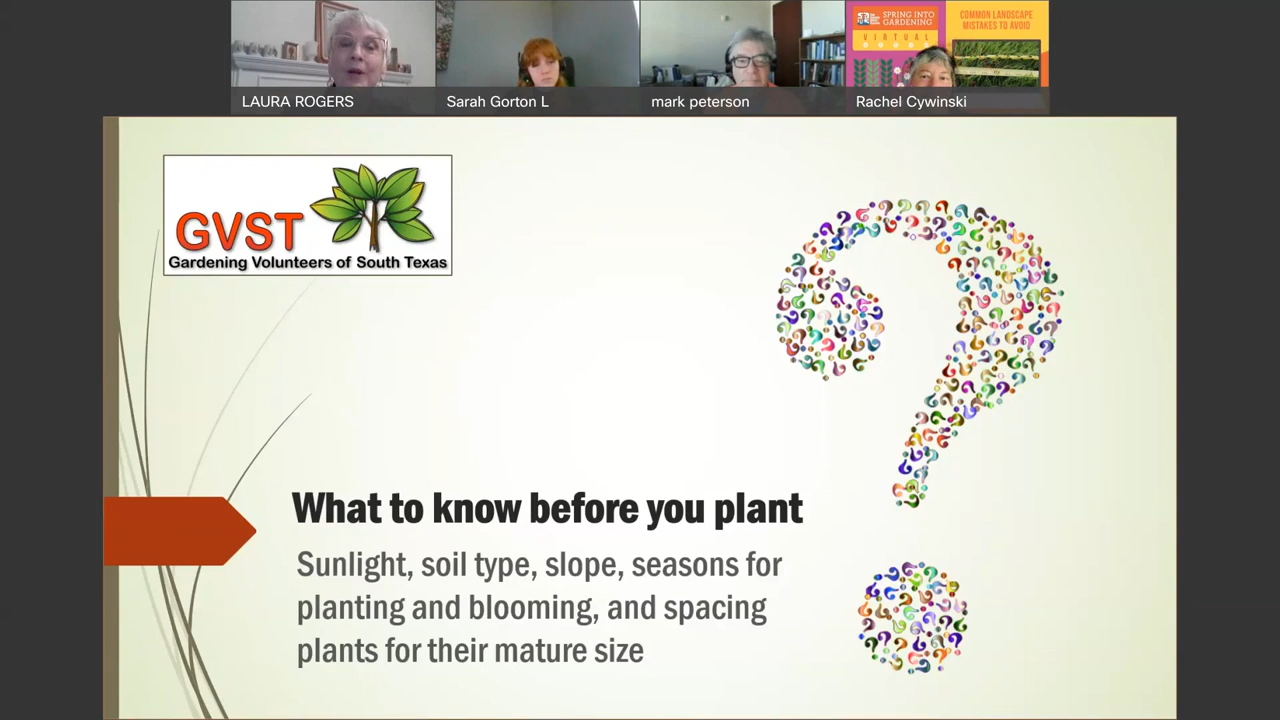 SPRING INTO
GARDENING
VIRTUAL
COMMON LANDSCAPE
MISTAKES TO AVOID
LAURA ROGERS
Sarah Gorton L
mark peterson
Rachel Cywinski
GVST
Gardening Volunteers of South Texas
What to know before you plant
Sunlight, soil type, slope, seasons for
planting and blooming, and spacing
plants for their mature size